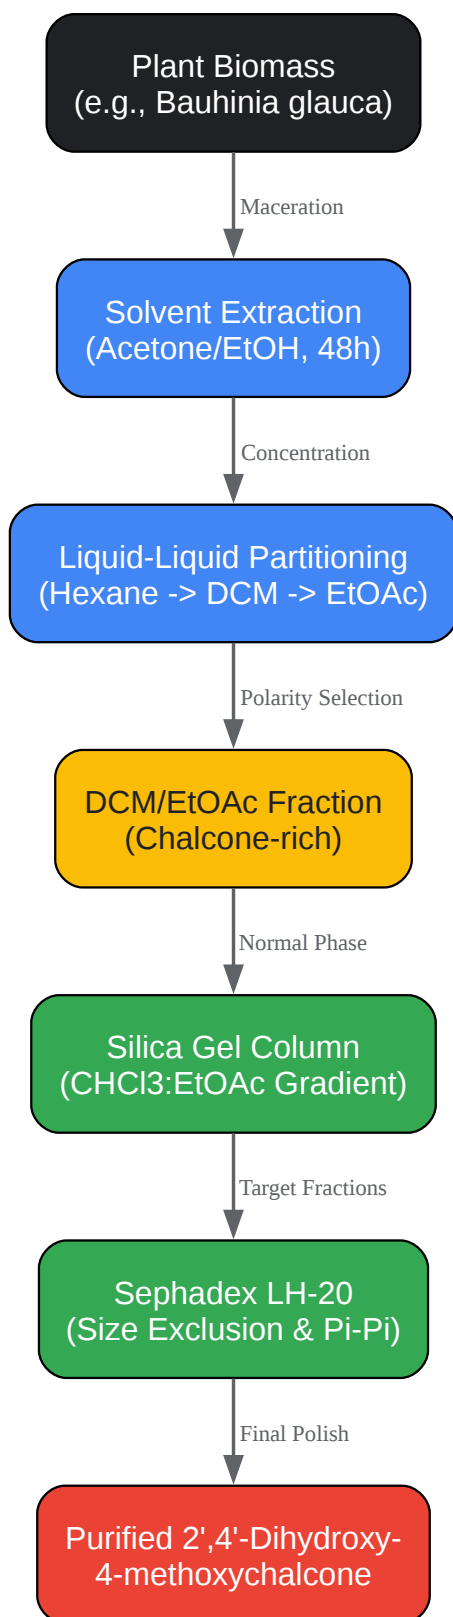 Plant Biomass
(e.g., Bauhinia glauca)
Maceration
Solvent Extraction
(Acetone/EtOH, 48h)
Concentration
Liquid-Liquid Partitioning
(Hexane -> DCM -> EtOAc)
Polarity Selection
DCM/EtOAc Fraction
(Chalcone-rich)
Normal Phase
Silica Gel Column
(CHCl3:EtOAc Gradient)
Target Fractions
Sephadex LH-20
(Size Exclusion & Pi-Pi)
Final Polish
Purified 2',4'-Dihydroxy-
4-methoxychalcone